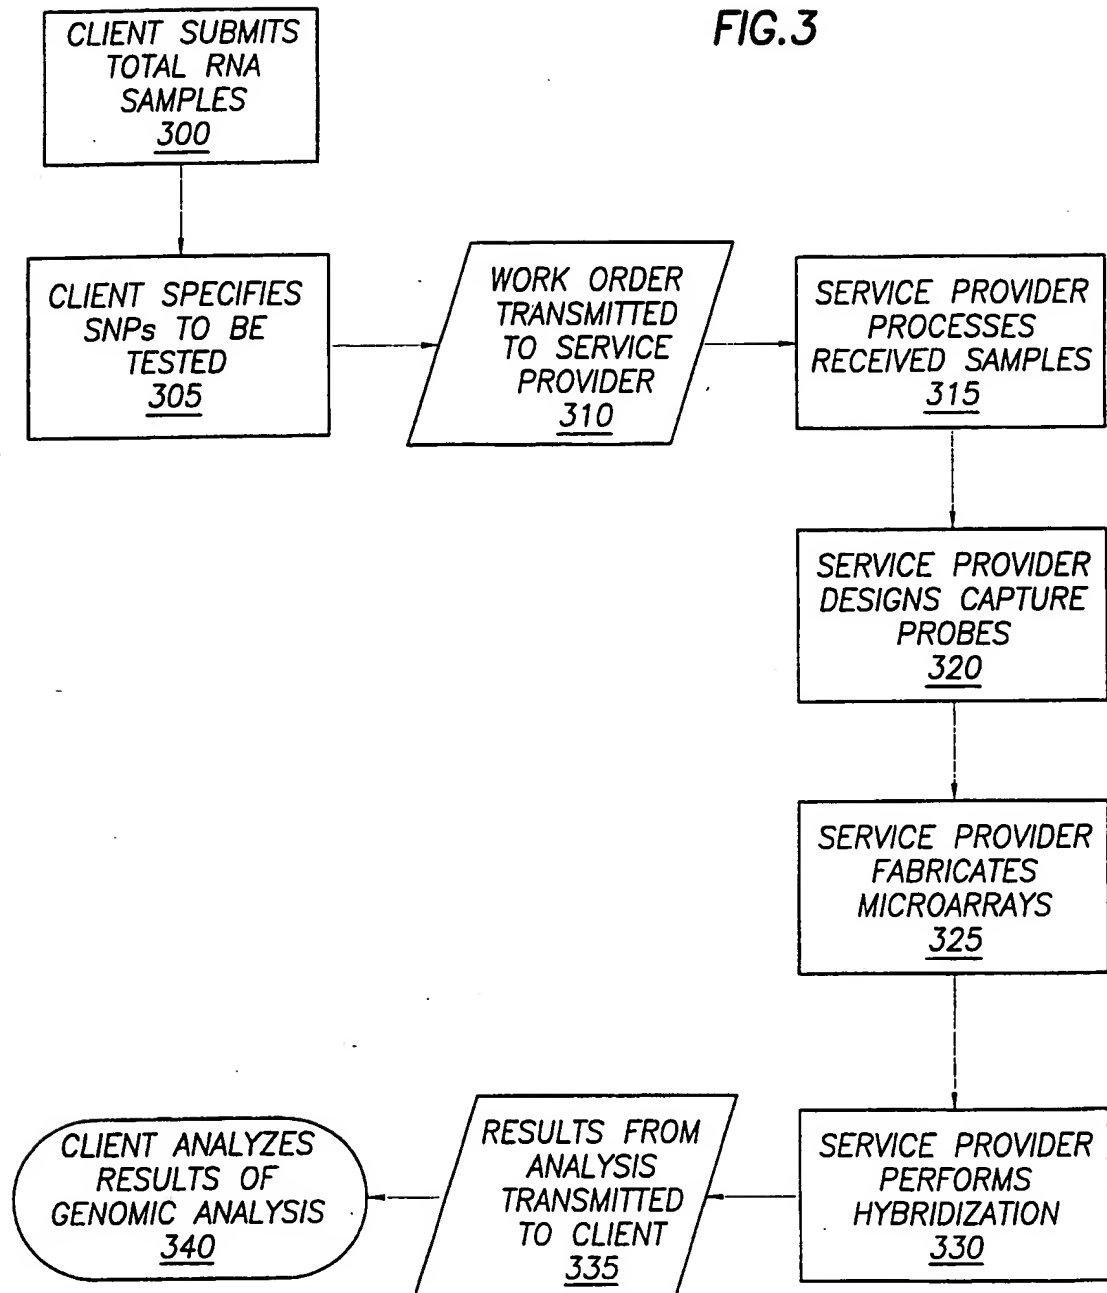 FIG.3
CLIENT SUBMITS
TOTAL RNA
SAMPLES
300
CLIENT SPECIFIES
SNPs TO BE
TESTED
305
WORK ORDER
TRANSMITTED
TO SERVICE
PROVIDER
310
SERVICE PROVIDER
PROCESSES
RECEIVED SAMPLES
315
SERVICE PROVIDER
DESIGNS CAPTURE
PROBES
320
SERVICE PROVIDER
FABRICATES
MICROARRAYS
325
SERVICE PROVIDER
PERFORMS
HYBRIDIZATION
330
RESULTS FROM
ANALYSIS
TRANSMITTED
TO CLIENT
335
CLIENT ANALYZES
RESULTS OF
GENOMIC ANALYSIS
340